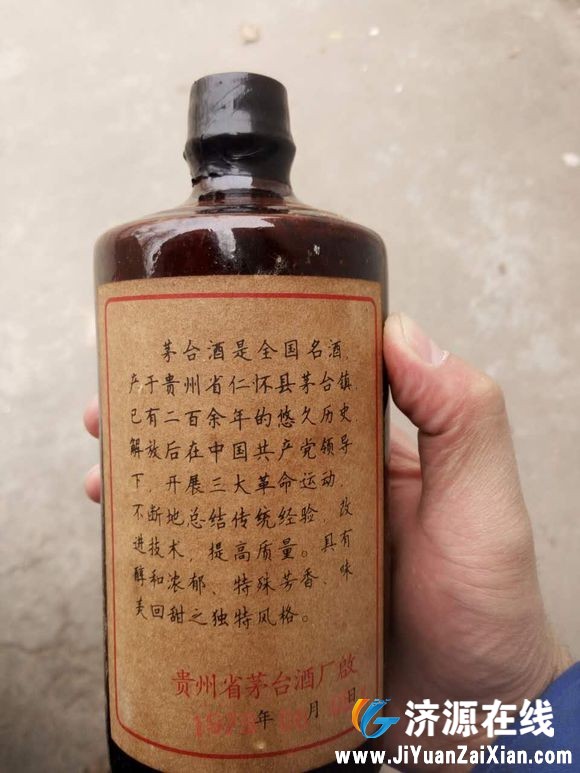 茅台酒是全国名酒,
产于贵州省仁怀县茅台镇,
已有二百余年的悠久历史,
解放后在中国共产党领导
下,开展三大革命运动,
不断地总结传统经验,改
进技术,提高质量。具有
醇和浓郁、特殊芳香、味
美回甜之独特风格。
贵州省茅台酒厂啟
年 月 日
济源在线
www.JiYuanZaiXian.com